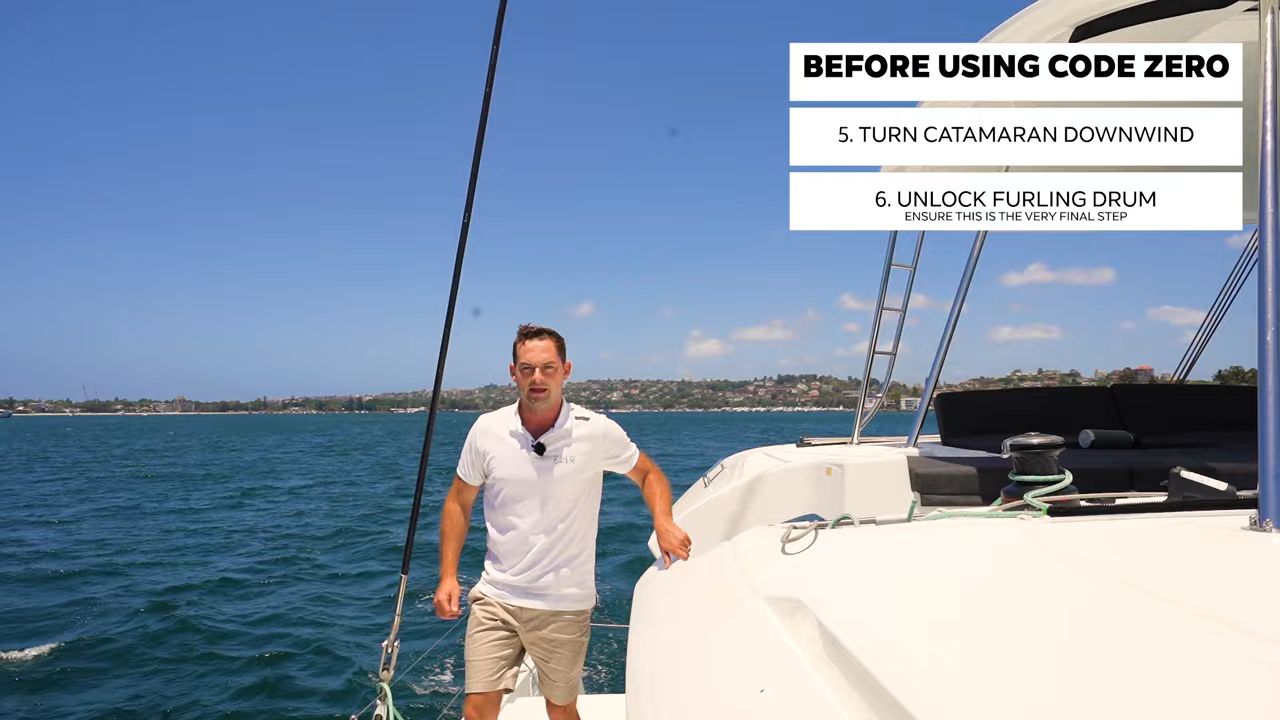 BEFORE USING CODE ZERO
5. TURN CATAMARAN DOWNWIND
6. UNLOCK FURLING DRUM
ENSURE THIS IS THE VERY FINAL STEP